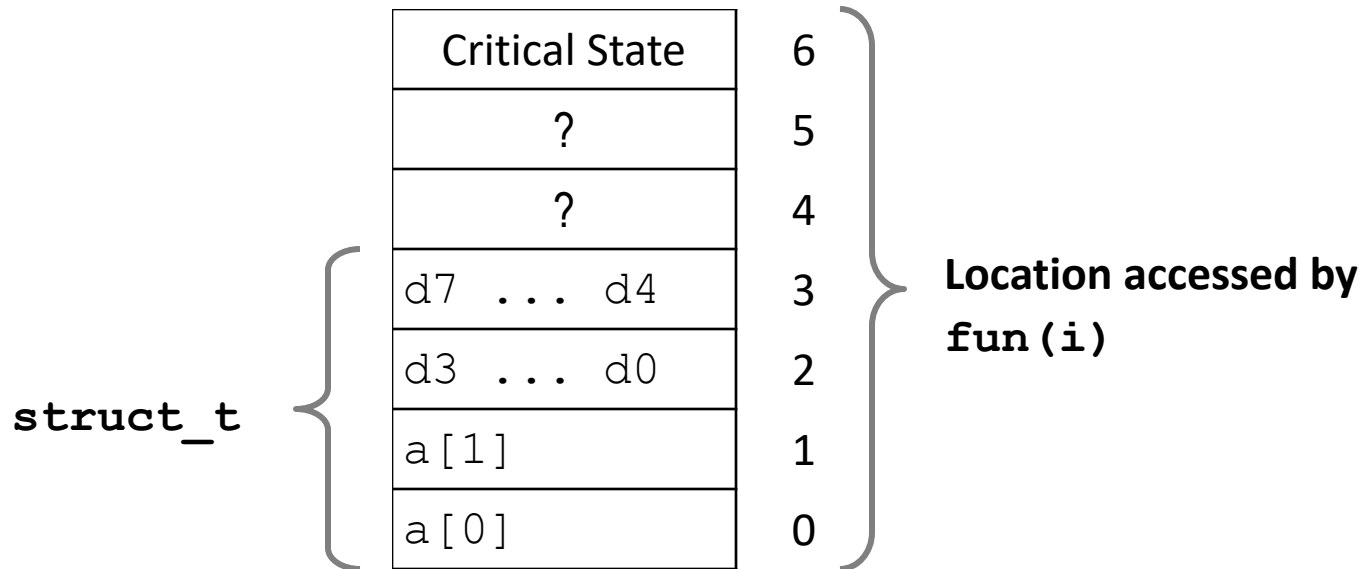 Critical State 6
? 5
? 4
d7 ... d4 3
d3 ... d0 2
a[1] 1
a[0] 0
struct_t
Location accessed by
fun(i)